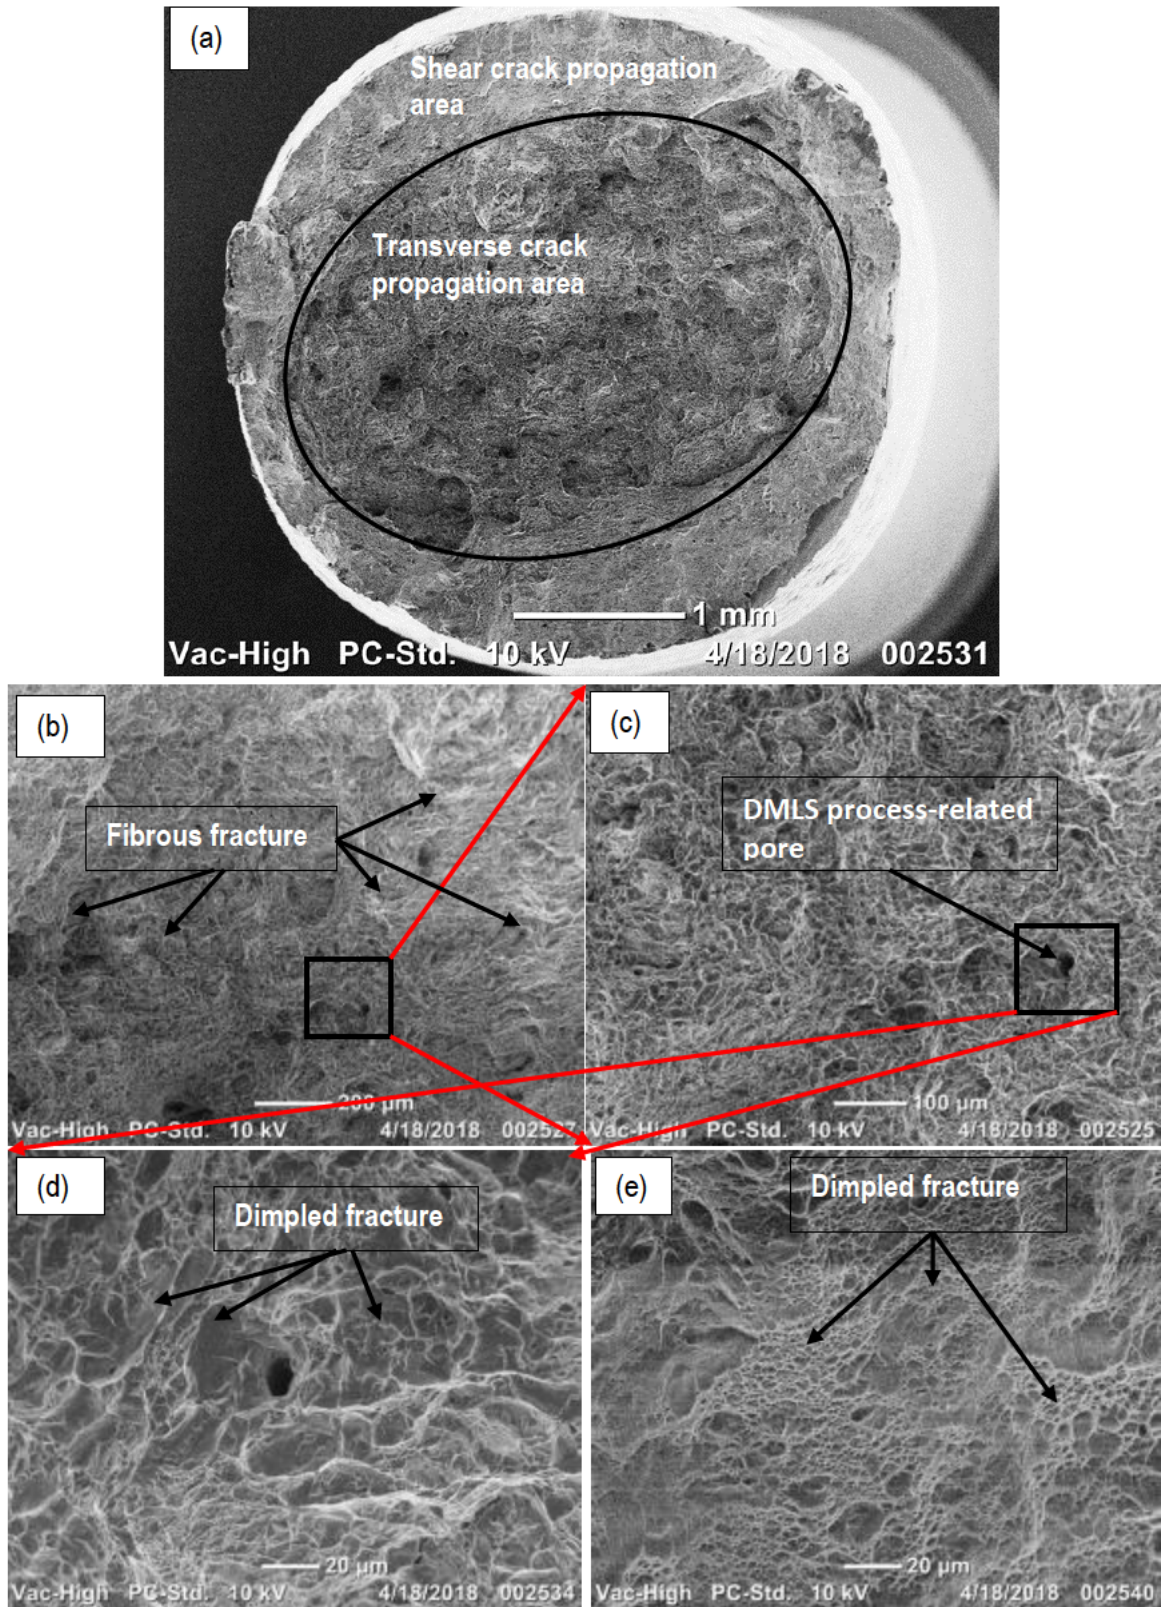 (a)
Shear crack propagation
area
Transverse crack
propagation area
1 mm
Vac-High PC-Std. 10 kV 4/18/2018 002531
(b)
Fibrous fracture
200 µm
Vac-High PC-Std. 10 kV 4/18/2018 002527
(c)
DMLS process-related
pore
100 µm
Vac-High PC-Std. 10 kV 4/18/2018 002525
(d)
Dimpled fracture
20 µm
Vac-High PC-Std. 10 kV 4/18/2018 002534
(e)
Dimpled fracture
20 µm
Vac-High PC-Std. 10 kV 4/18/2018 002540